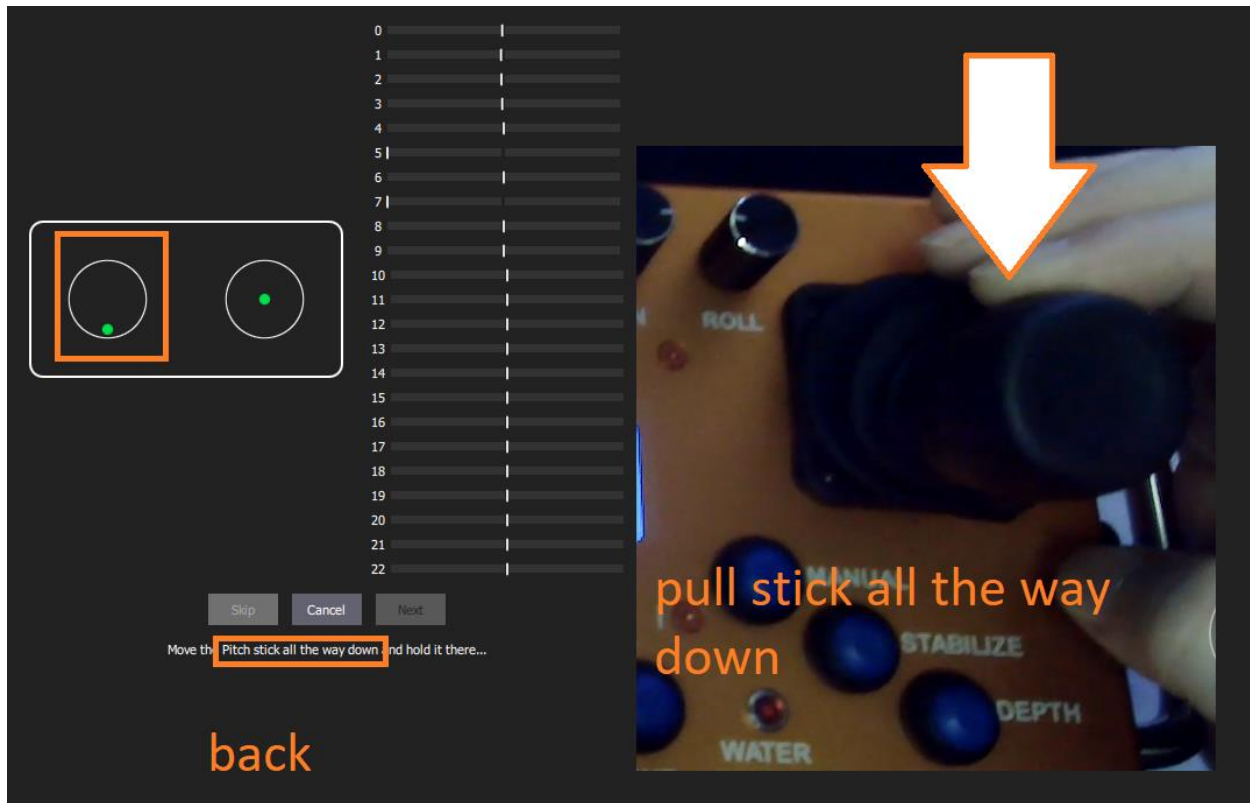 0
1
2
3
4
5
6
7
8
9
10
11
12
13
14
15
16
17
18
19
20
21
22
Skip Cancel Next
Move the Pitch stick all the way down and hold it there...
back
ROLL
MANUAL
pull stick all the way
down
STABILIZE
DEPTH
WATER